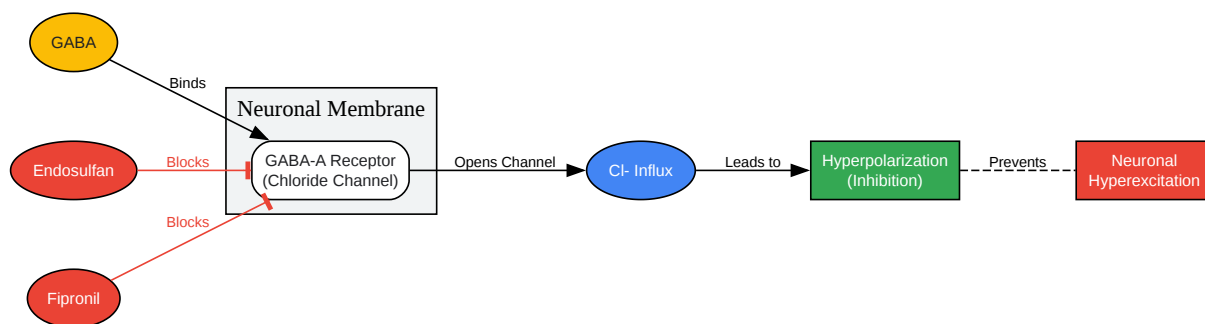 GABA
Binds
Neuronal Membrane
Endosulfan
Blocks
GABA-A Receptor
(Chloride Channel)
Opens Channel
Cl- Influx
Leads to
Hyperpolarization
(Inhibition)
Prevents
Neuronal
Hyperexcitation
Blocks
Fipronil